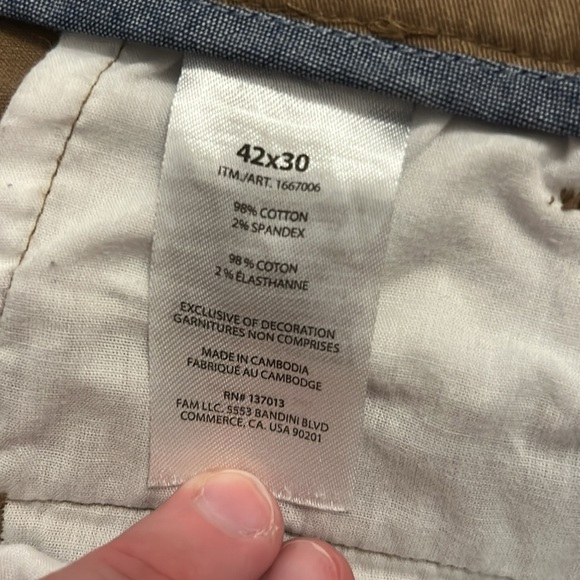 42x30
ITM./ART. 1667006
98% COTTON
2% SPANDEX
98 % COTON
2 % ÉLASTHANNE
EXCLUSIVE OF DECORATION
GARNITURES NON COMPRISES
MADE IN CAMBODIA
FABRIQUÉ AU CAMBODGE
RN# 137013
FAM LLC. 5553 BANDINI BLVD
COMMERCE, CA. USA 90201